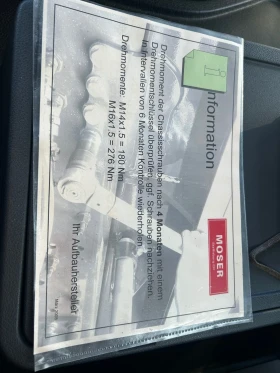 Information
MOSER
Drehmoment der Chassisschrauben nach 4 Monaten mit einem
Drehmomentschlüssel überprüfen, ggf. Schrauben nachziehen.
In Intervallen von 6 Monaten Kontrolle wiederholen.
Drehmomente: M14x1.5 = 180 Nm
M16x1.5 = 276 Nm
Ihr Aufbauhersteller